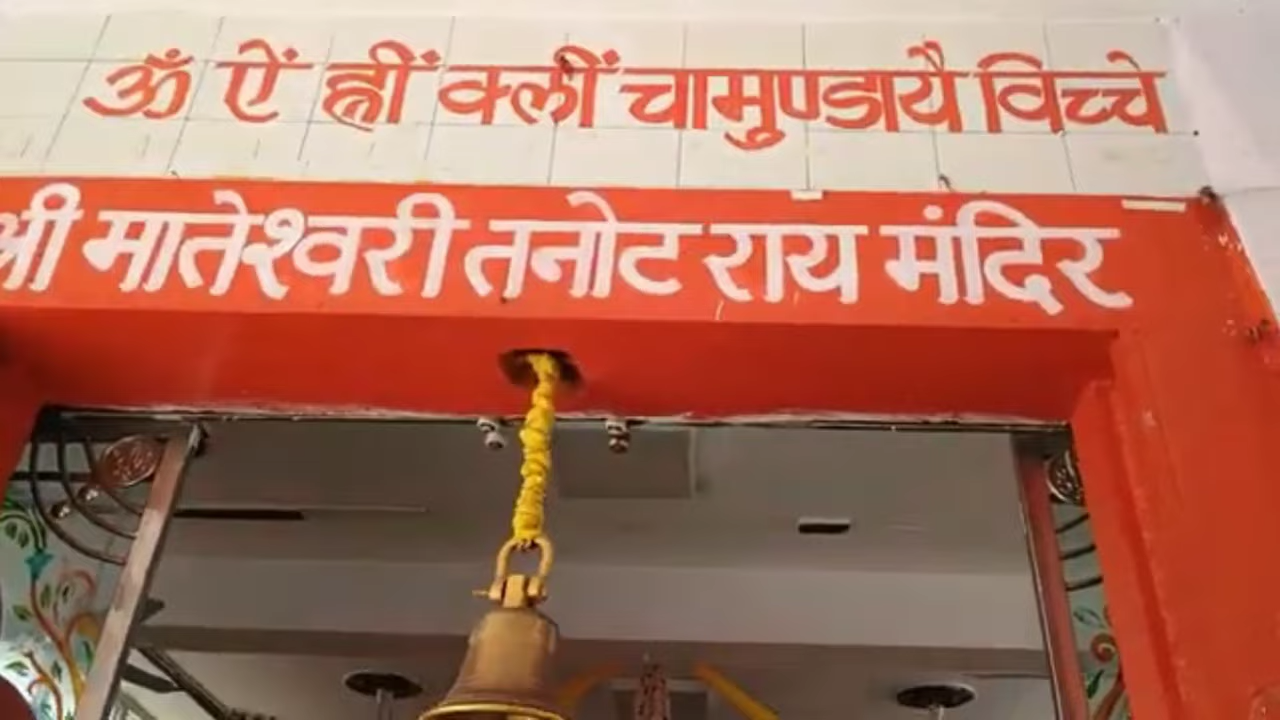 ॐ ऐं ह्रीं क्लीं चामुण्डायै विच्चे
श्री मातेश्वरी तनोट राय मंदिर